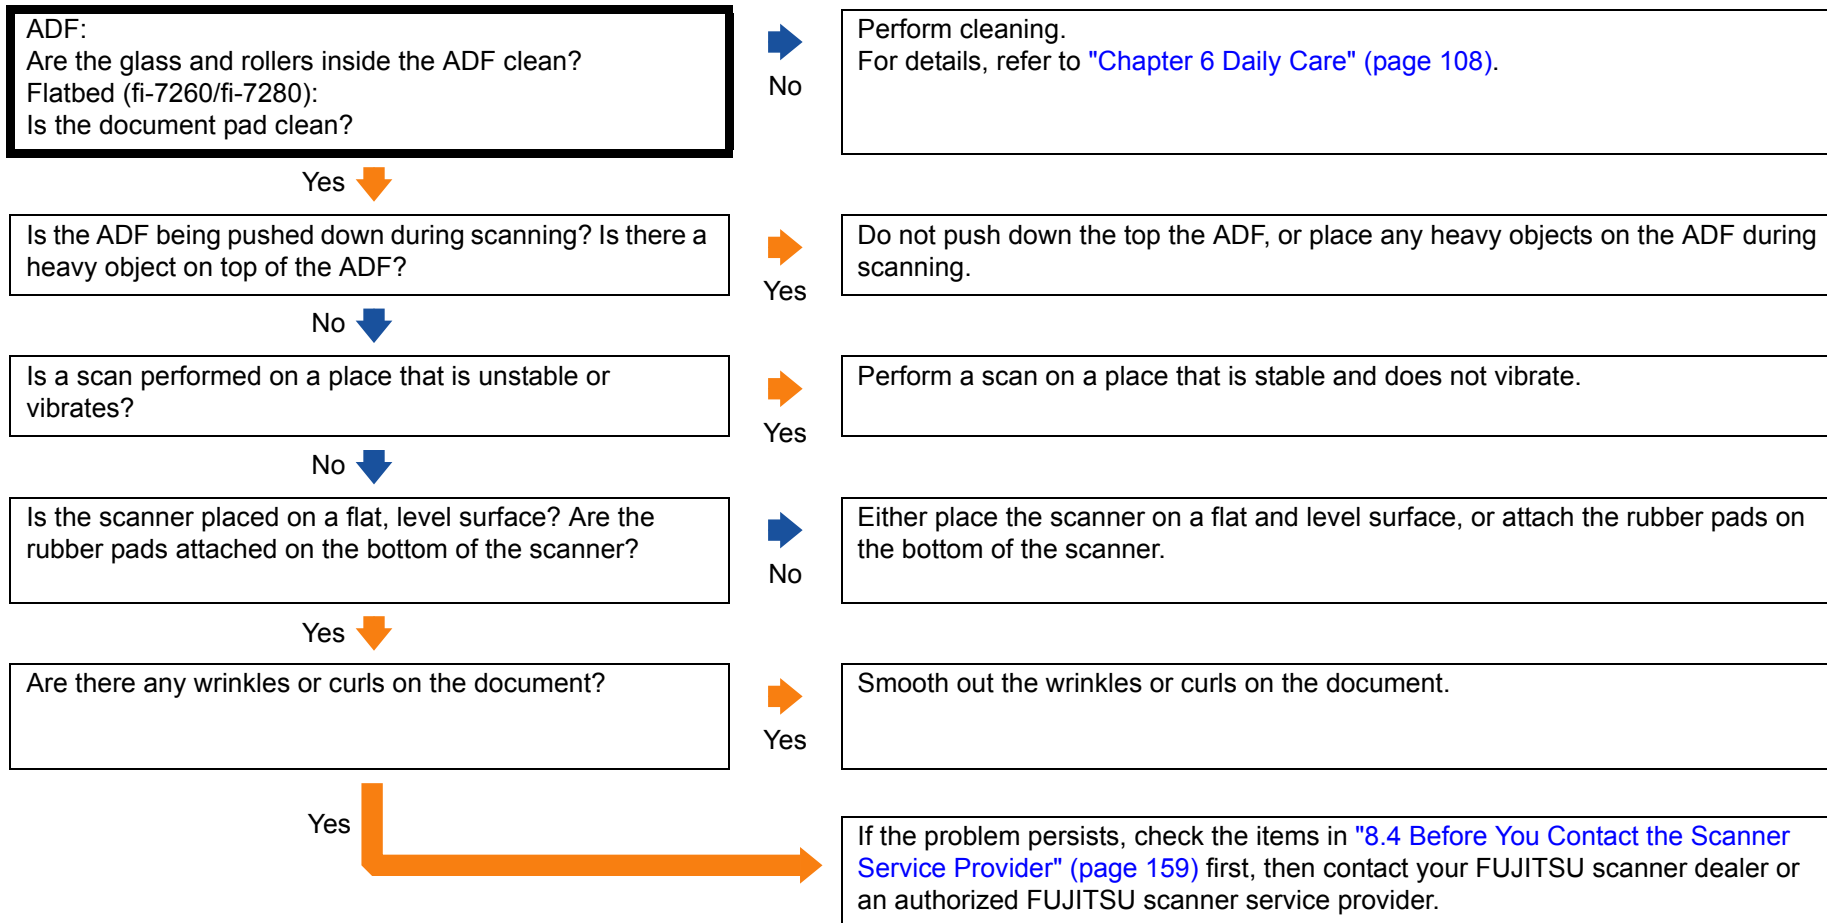 ADF:
Are the glass and rollers inside the ADF clean?
Flatbed (fi-7260/fi-7280):
Is the document pad clean?
No
Perform cleaning.
For details, refer to "Chapter 6 Daily Care" (page 108).
Yes
Is the ADF being pushed down during scanning? Is there a
heavy object on top of the ADF?
Yes
Do not push down the top the ADF, or place any heavy objects on the ADF during
scanning.
No
Is a scan performed on a place that is unstable or
vibrates?
Yes
Perform a scan on a place that is stable and does not vibrate.
No
Is the scanner placed on a flat, level surface? Are the
rubber pads attached on the bottom of the scanner?
No
Either place the scanner on a flat and level surface, or attach the rubber pads on
the bottom of the scanner.
Yes
Are there any wrinkles or curls on the document?
Yes
Smooth out the wrinkles or curls on the document.
Yes
If the problem persists, check the items in "8.4 Before You Contact the Scanner
Service Provider" (page 159) first, then contact your FUJITSU scanner dealer or
an authorized FUJITSU scanner service provider.